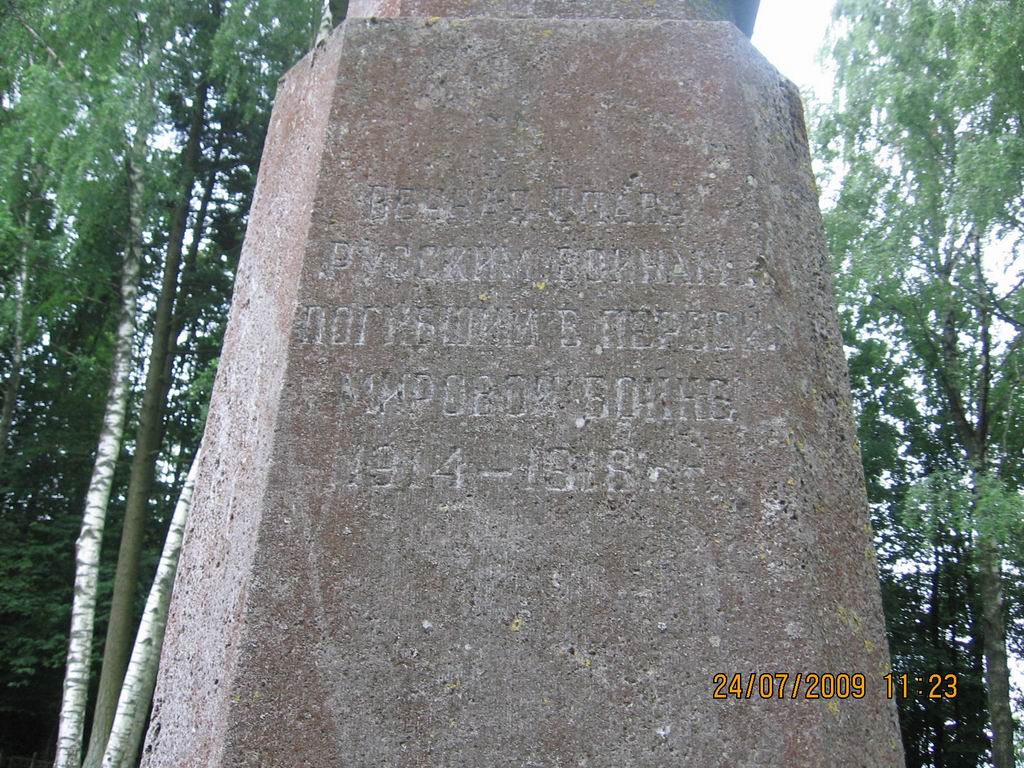 ВЕЧНАЯ СЛАВА
РУССКИМ ВОИНАМ
ПОГИБШИМ В ПЕРВОЙ
МИРОВОЙ ВОЙНЕ
1914 — 1918 г.г.
24/07/2009 11:23